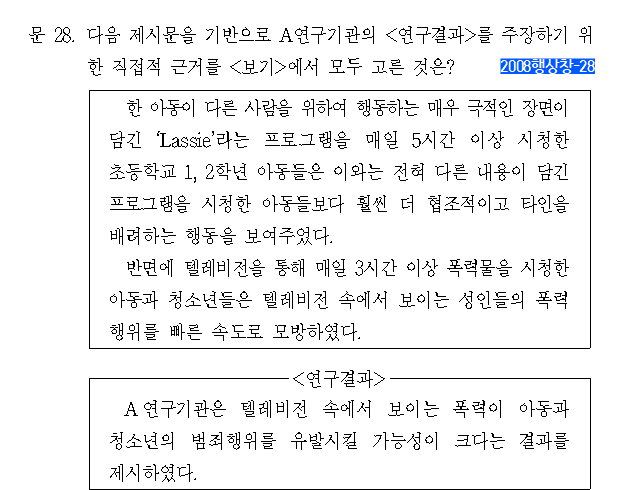 문 28. 다음 제시문을 기반으로 A연구기관의 <연구결과>를 주장하기 위
한 직접적 근거를 <보기>에서 모두 고른 것은? 2008행상창-28
한 아동이 다른 사람을 위하여 행동하는 매우 극적인 장면이
담긴 ‘Lassie’라는 프로그램을 매일 5시간 이상 시청한
초등학교 1, 2학년 아동들은 이와는 전혀 다른 내용이 담긴
프로그램을 시청한 아동들보다 훨씬 더 협조적이고 타인을
배려하는 행동을 보여주었다.
반면에 텔레비전을 통해 매일 3시간 이상 폭력물을 시청한
아동과 청소년들은 텔레비전 속에서 보이는 성인들의 폭력
행위를 빠른 속도로 모방하였다.
<연구결과>
A연구기관은 텔레비전 속에서 보이는 폭력이 아동과
청소년의 범죄행위를 유발시킬 가능성이 크다는 결과를
제시하였다.